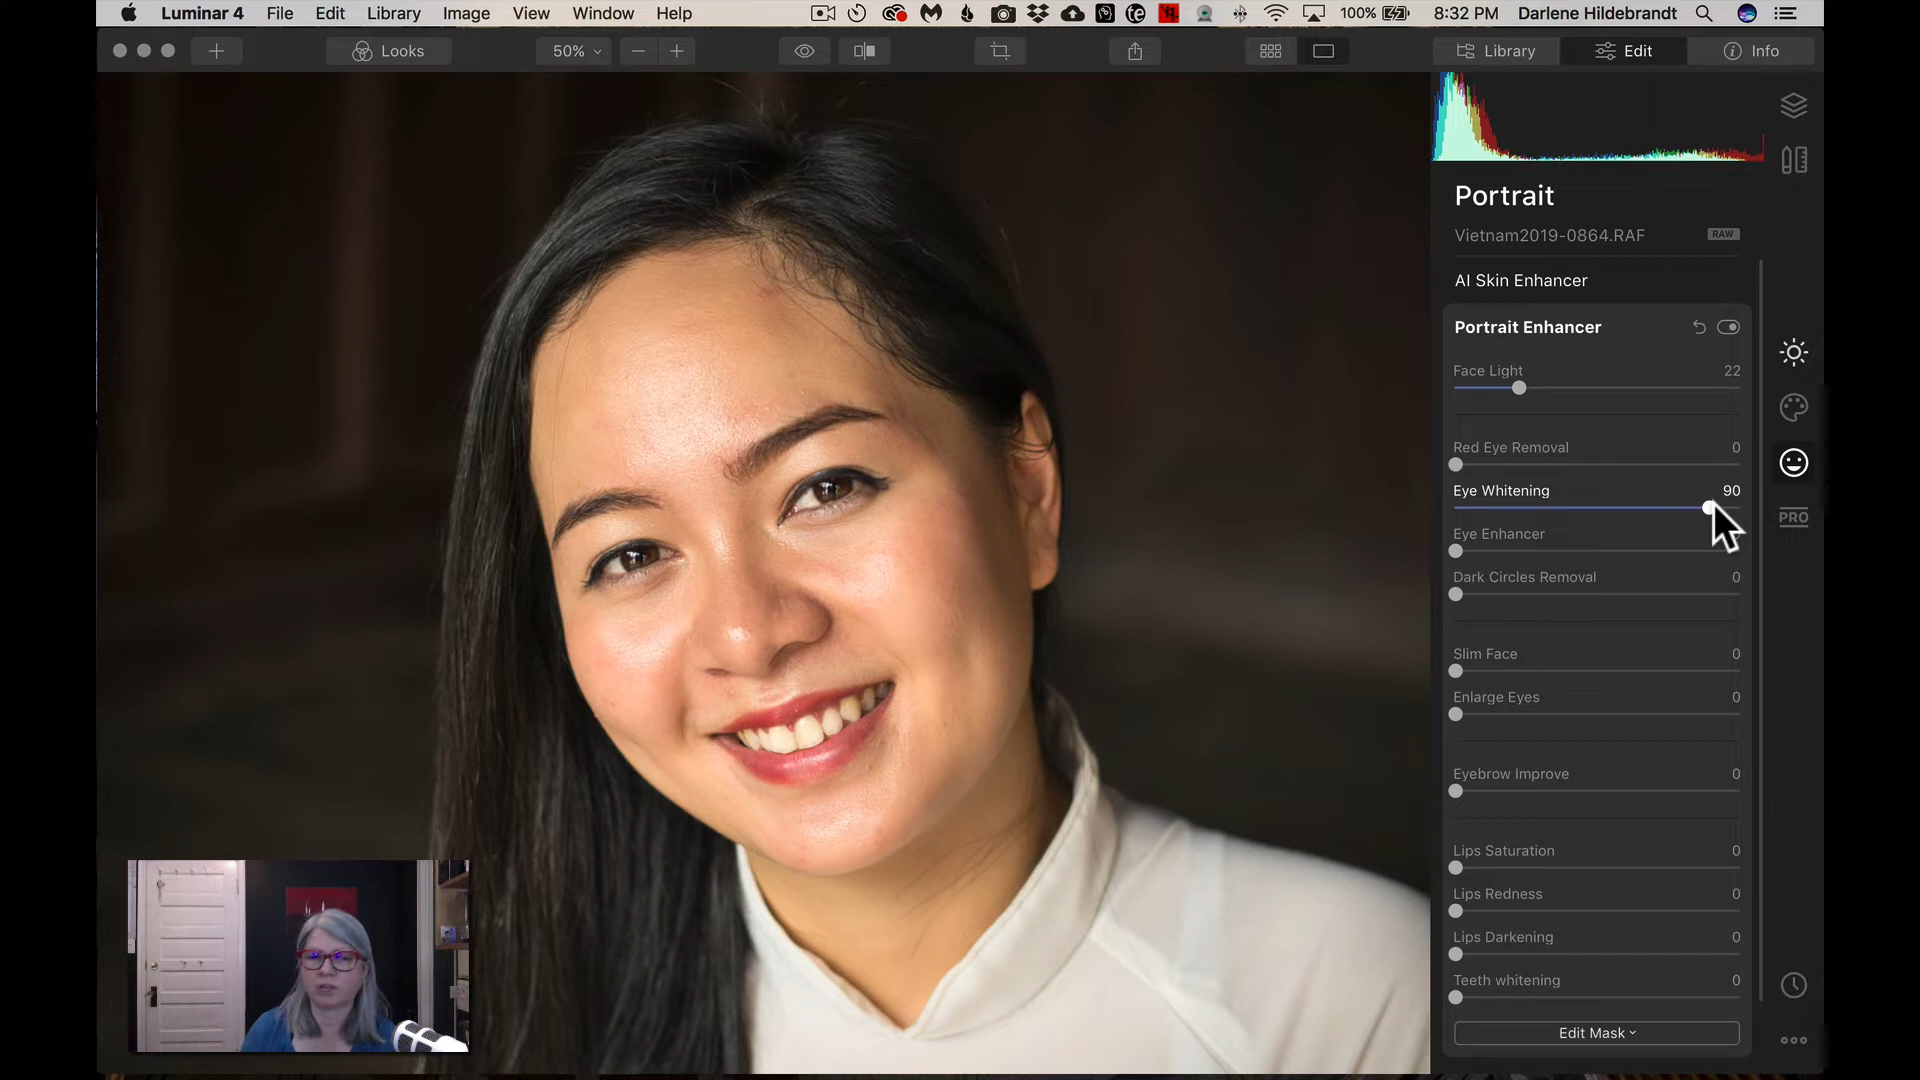 Luminar 4 File Edit Library Image View Window Help 100% 8:32 PM Darlene Hildebrandt
Looks 50% Library Edit Info
Portrait
Vietnam2019-0864.RAF RAW
AI Skin Enhancer
Portrait Enhancer
Face Light 22
Red Eye Removal 0
Eye Whitening 90
Eye Enhancer
Dark Circles Removal 0
Slim Face 0
Enlarge Eyes 0
Eyebrow Improve 0
Lips Saturation 0
Lips Redness 0
Lips Darkening 0
Teeth whitening 0
Edit Mask
PRO